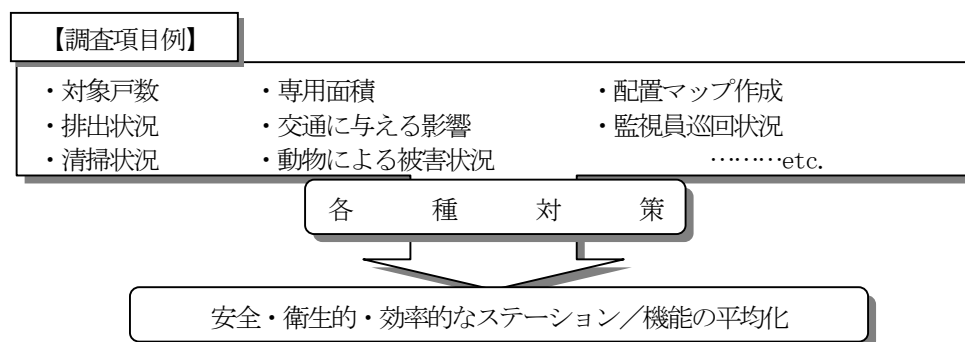 【調査項目例】
・対象戸数 ・専用面積 ・配置マップ作成
・排出状況 ・交通に与える影響 ・監視員巡回状況
・清掃状況 ・動物による被害状況 ………etc.
各種対策
安全・衛生的・効率的なステーション／機能の平均化